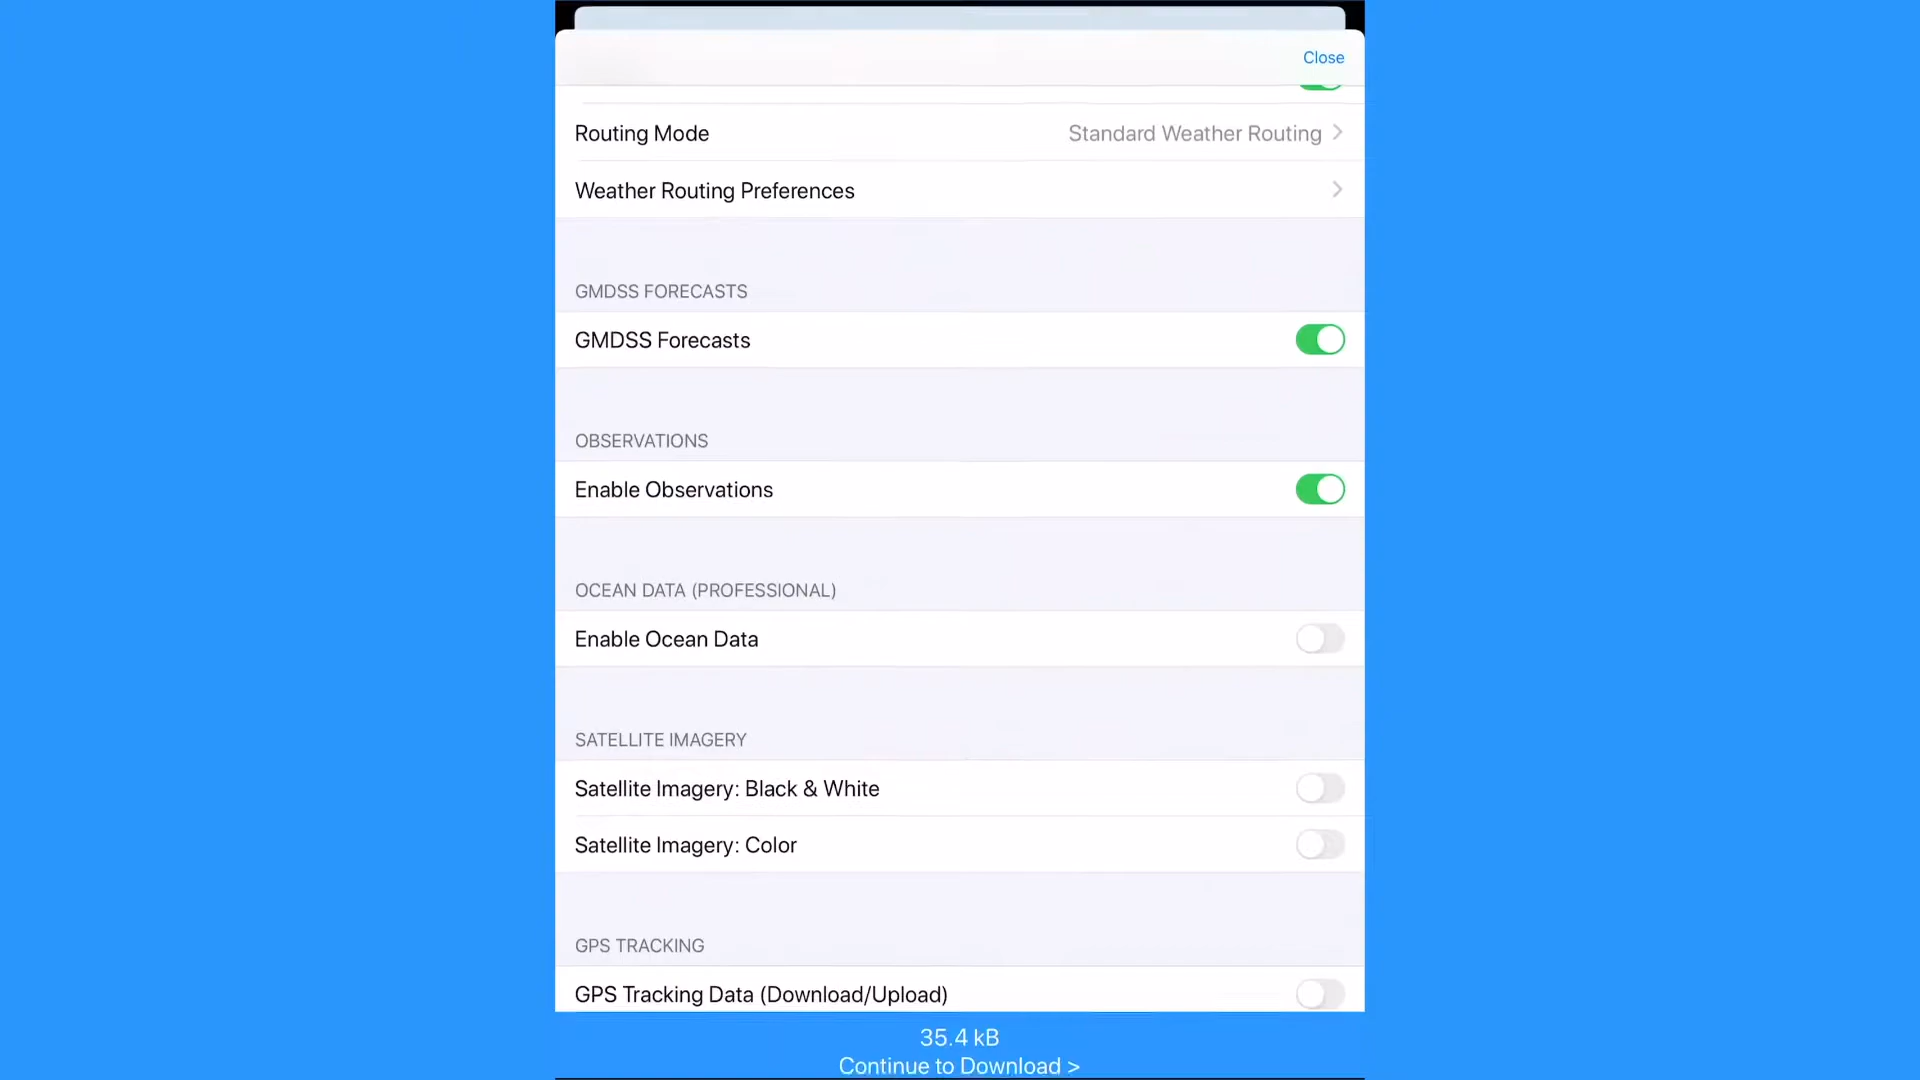 Close
Routing Mode Standard Weather Routing >
Weather Routing Preferences >
GMDSS FORECASTS
GMDSS Forecasts
OBSERVATIONS
Enable Observations
OCEAN DATA (PROFESSIONAL)
Enable Ocean Data
SATELLITE IMAGERY
Satellite Imagery: Black & White
Satellite Imagery: Color
GPS TRACKING
GPS Tracking Data (Download/Upload)
35.4 kB
Continue to Download >